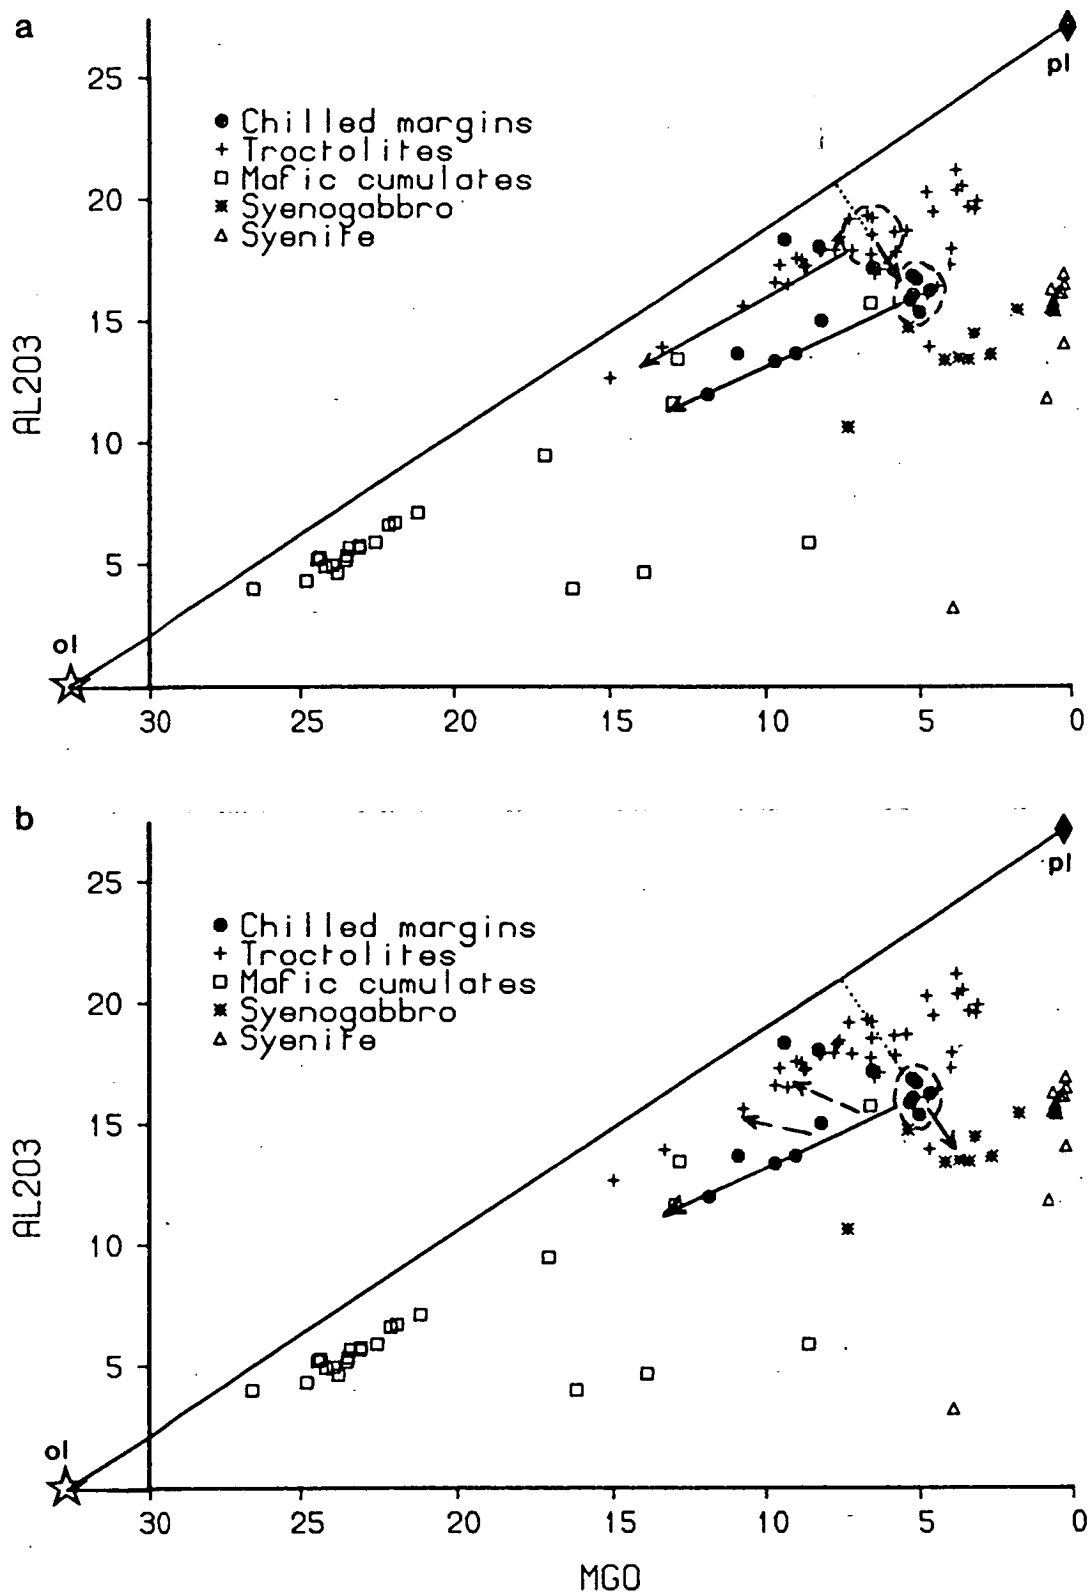 a
pl
25
Chilled margins
Troctolites
Mafic cumulates
Syenogabbro
Syenite
20
15
10
5
AL2O3
ol
30 25 20 15 10 5 0
b
pl
25
Chilled margins
Troctolites
Mafic cumulates
Syenogabbro
Syenite
20
15
10
5
AL2O3
ol
30 25 20 15 10 5 0
MGO